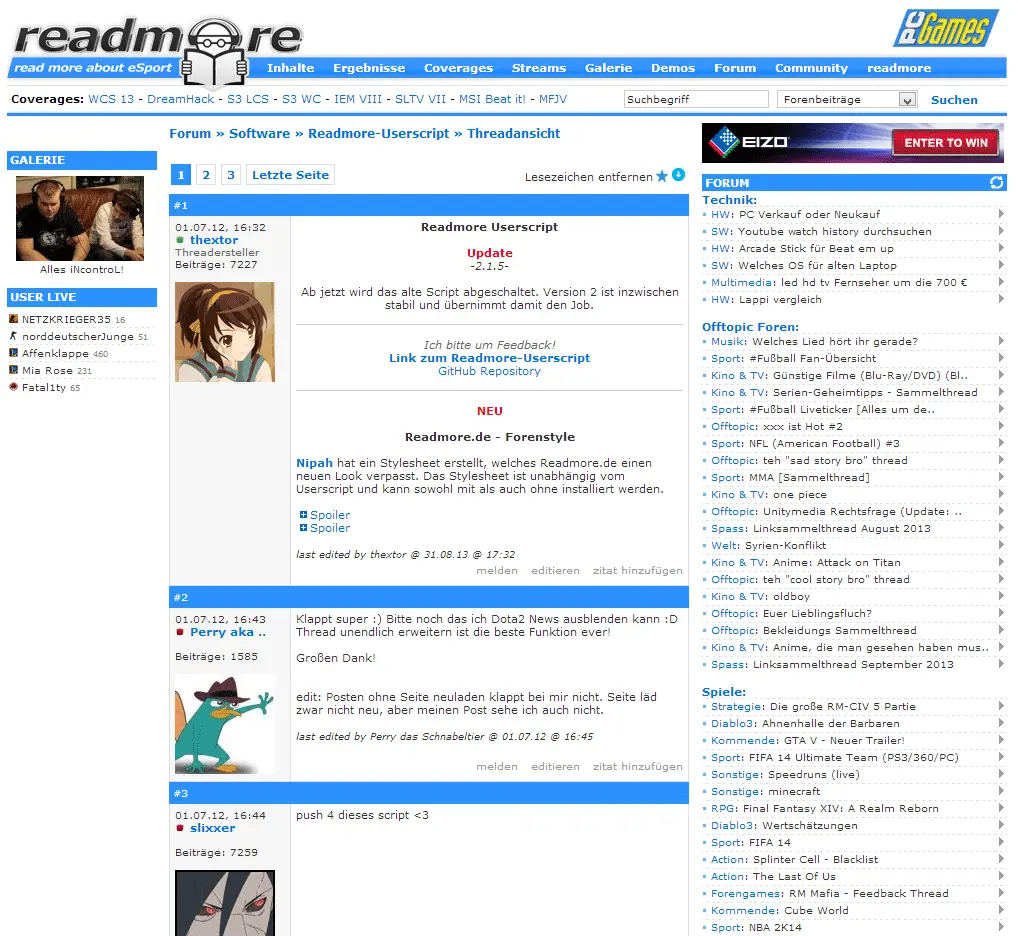 readmore
read more about eSport
PC Games
Inhalte Ergebnisse Coverages Streams Galerie Demos Forum Community readmore
Coverages: WCS 13 - DreamHack - S3 LCS - S3 WC - IEM VIII - SLTV VII - MSI Beat it! - MFJV
Suchbegriff
Forenbeiträge
Suchen
GALERIE
Alles iNcontroL!
USER LIVE
NETZKRIEGER35 16
norddeutscherJunge 51
Affenklappe 460
Mia Rose 231
Fatal1ty 65
Forum » Software » Readmore-Userscript » Threadansicht
1 2 3 Letzte Seite
Lesezeichen entfernen
#1
01.07.12, 16:32
thextor
Threadersteller
Beiträge: 7227
Readmore Userscript
Update
-2.1.5-
Ab jetzt wird das alte Script abgeschaltet. Version 2 ist inzwischen
stabil und übernimmt damit den Job.
Ich bitte um Feedback!
Link zum Readmore-Userscript
GitHub Repository
NEU
Readmore.de - Forenstyle
Nipah hat ein Stylesheet erstellt, welches Readmore.de einen
neuen Look verpasst. Das Stylesheet ist unabhängig vom
Userscript und kann sowohl mit als auch ohne installiert werden.
Spoiler
Spoiler
last edited by thextor @ 31.08.13 @ 17:32
melden editieren zitat hinzufügen
#2
01.07.12, 16:43
Perry aka ..
Beiträge: 1585
Klappt super :) Bitte noch das ich Dota2 News ausblenden kann :D
Thread unendlich erweitern ist die beste Funktion ever!
Großen Dank!
edit: Posten ohne Seite neuladen klappt bei mir nicht. Seite läd
zwar nicht neu, aber meinen Post sehe ich auch nicht.
last edited by Perry das Schnabeltier @ 01.07.12 @ 16:45
melden editieren zitat hinzufügen
#3
01.07.12, 16:44
slixxer
Beiträge: 7259
push 4 dieses script <3
EIZO ENTER TO WIN
FORUM
Technik:
HW: PC Verkauf oder Neukauf
SW: Youtube watch history durchsuchen
HW: Arcade Stick für Beat em up
SW: Welches OS für alten Laptop
Multimedia: led hd tv Fernseher um die 700 €
HW: Lappi vergleich
Offtopic Foren:
Musik: Welches Lied hört ihr gerade?
Sport: #Fußball Fan-Übersicht
Kino & TV: Günstige Filme (Blu-Ray/DVD) (Bl..
Kino & TV: Serien-Geheimtipps - Sammelthread
Sport: #Fußball Liveticker [Alles um de..
Offtopic: xxx ist Hot #2
Sport: NFL (American Football) #3
Offtopic: teh "sad story bro" thread
Sport: MMA [Sammelthread]
Kino & TV: one piece
Offtopic: Unitymedia Rechtsfrage (Update: ..
Spass: Linksammelthread August 2013
Welt: Syrien-Konflikt
Kino & TV: Anime: Attack on Titan
Offtopic: teh "cool story bro" thread
Kino & TV: oldboy
Offtopic: Euer Lieblingsfluch?
Offtopic: Bekleidungs Sammelthread
Kino & TV: Anime, die man gesehen haben mus..
Spass: Linksammelthread September 2013
Spiele:
Strategie: Die große RM-CIV 5 Partie
Diablo3: Ahnenhalle der Barbaren
Kommende: GTA V - Neuer Trailer!
Sport: FIFA 14 Ultimate Team (PS3/360/PC)
Sonstige: Speedruns (live)
Sonstige: minecraft
RPG: Final Fantasy XIV: A Realm Reborn
Diablo3: Wertschätzungen
Sport: FIFA 14
Action: Splinter Cell - Blacklist
Action: The Last Of Us
Forengames: RM Mafia - Feedback Thread
Kommende: Cube World
Sport: NBA 2K14